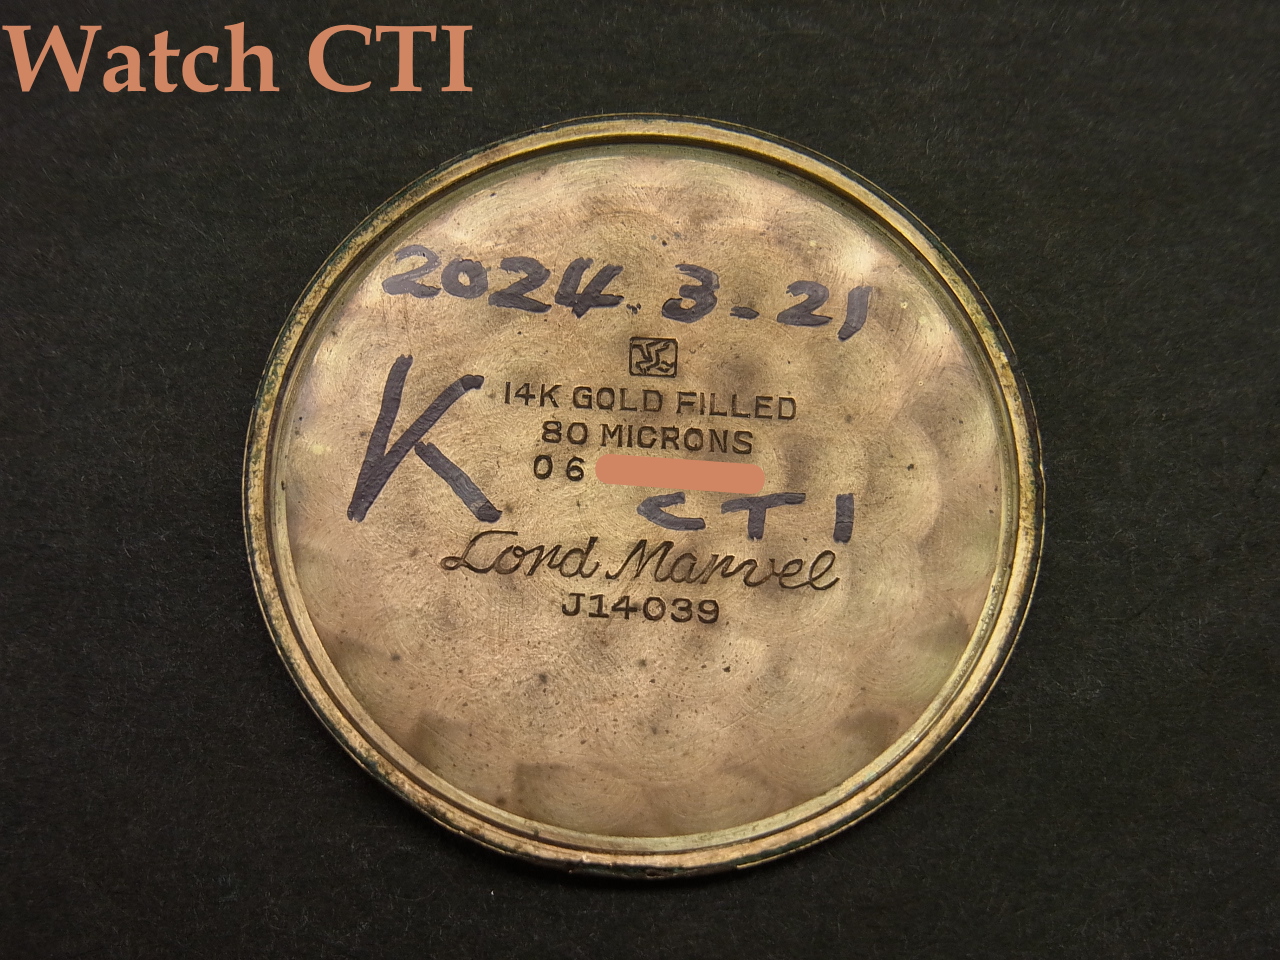 Watch CTI
2024.3-21
K
14K GOLD FILLED
80 MICRONS
06
CTI
Lord Marvel
J14039